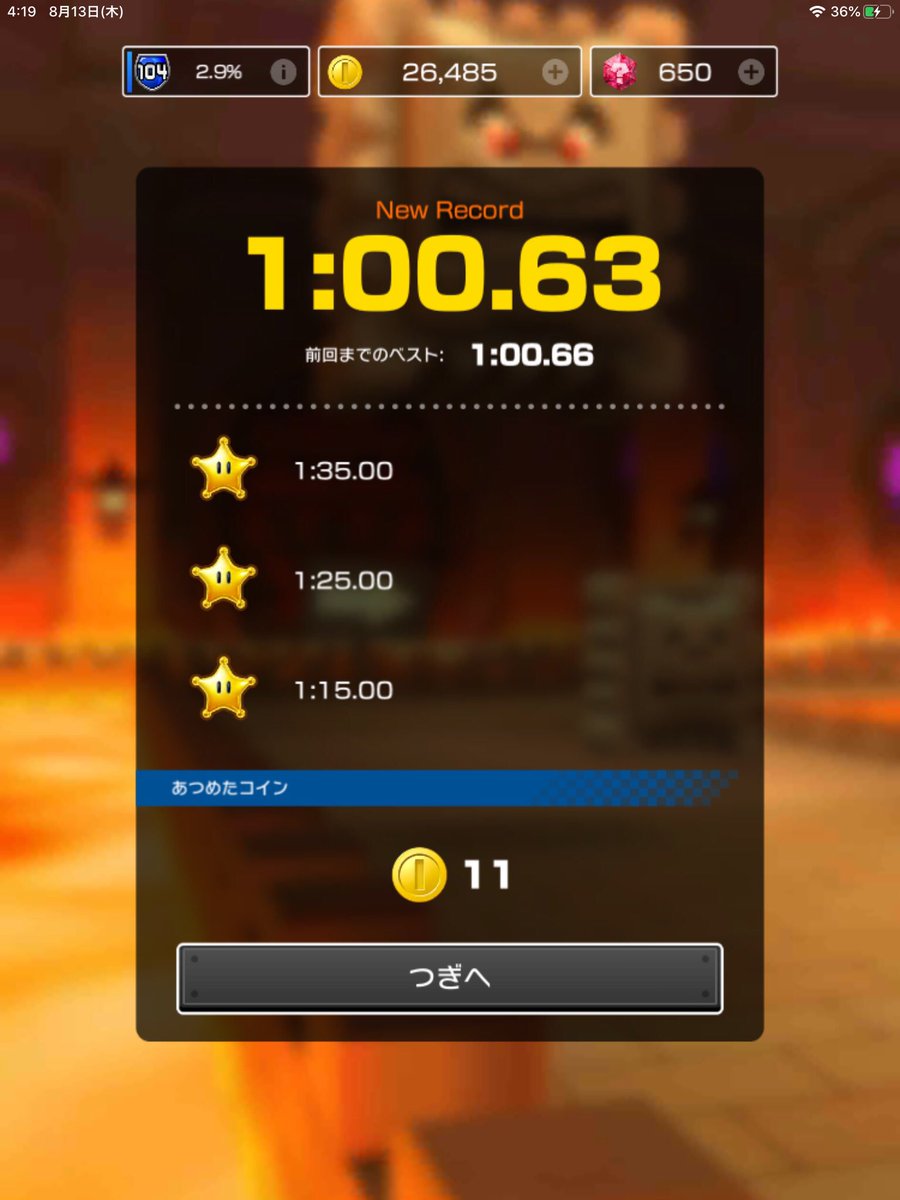 4:19 8月13日(木) 36%
104 2.9% i 26,485 + ? 650 +
New Record
1:00.63
前回までのベスト: 1:00.66
1:35.00
1:25.00
1:15.00
あつめたコイン
11
つぎへ